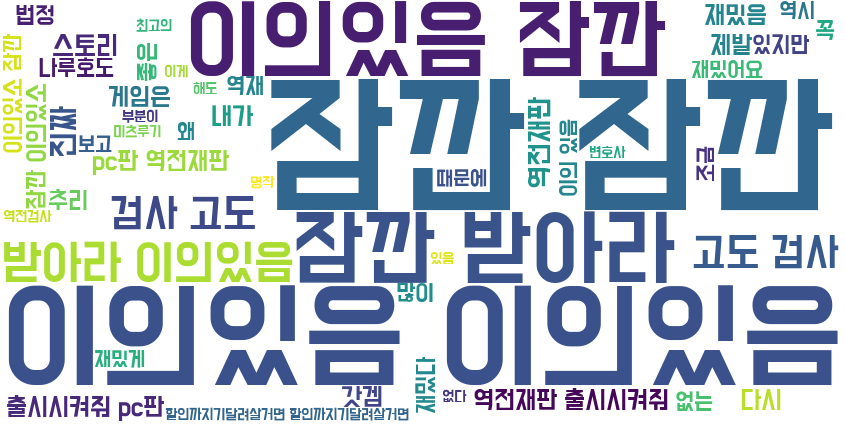 법정
최고의
이의있음 잠깐
재밌음
역시
스토리
좋은
꼭
이의있소 잠깐
나루호도
이게
제발있지만
재밌어요
해도
역재
게임은
잠깐 잠깐
부분이
내가
이의있소
진짜
미츠루기
왜
역전재판
이의 있음
보고
변호사
pc판 역전재판
때문에
조금
잠깐
추리
명작
역전검사
검사 고도
잠깐 받아라
고도 검사
받아라 이의있음
있음
많이
이의있음 이의있음
재밌게
재밌다
갓겜
없다
역전재판 출시시켜줘
없는
다시
출시시켜줘 pc판
할인까지기달려살거면 할인까지기달려살거면